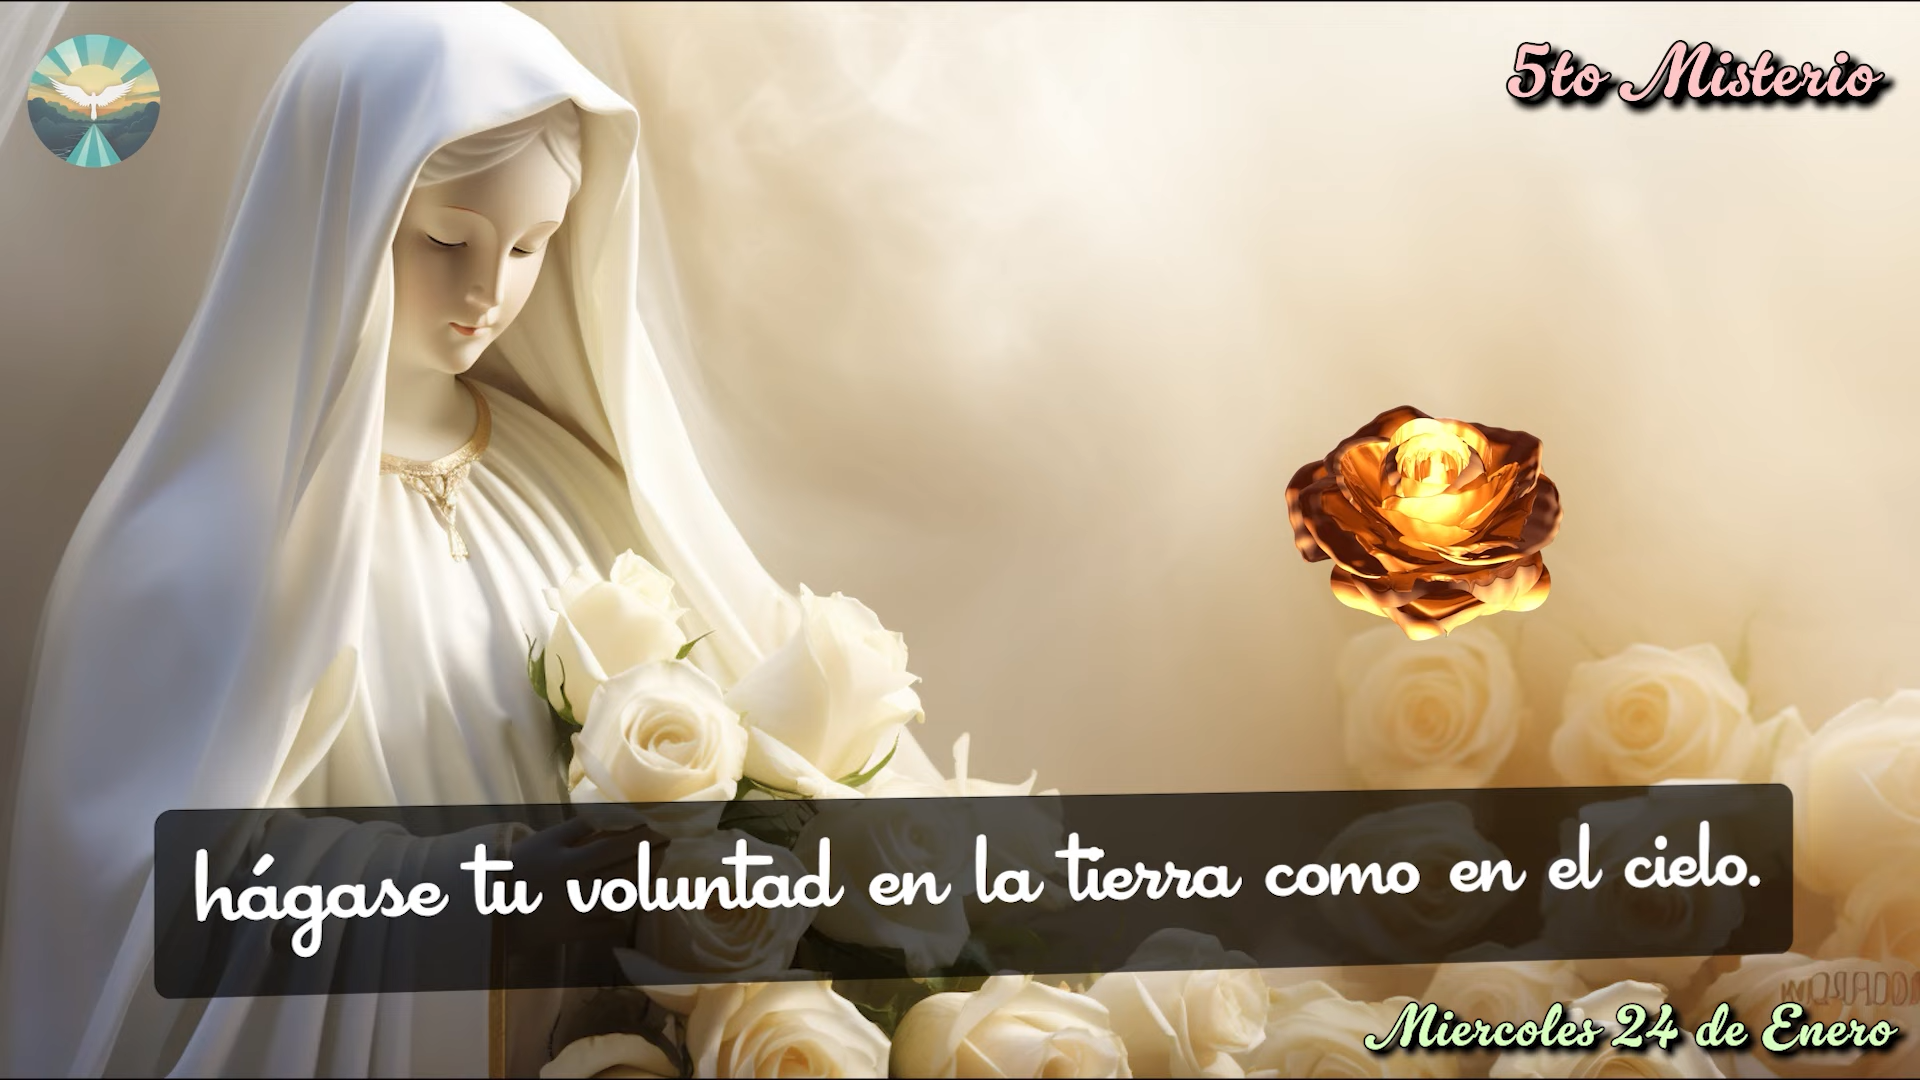 5to Misterio
hágase tu voluntad en la tierra como en el cielo.
Miercoles 24 de Enero